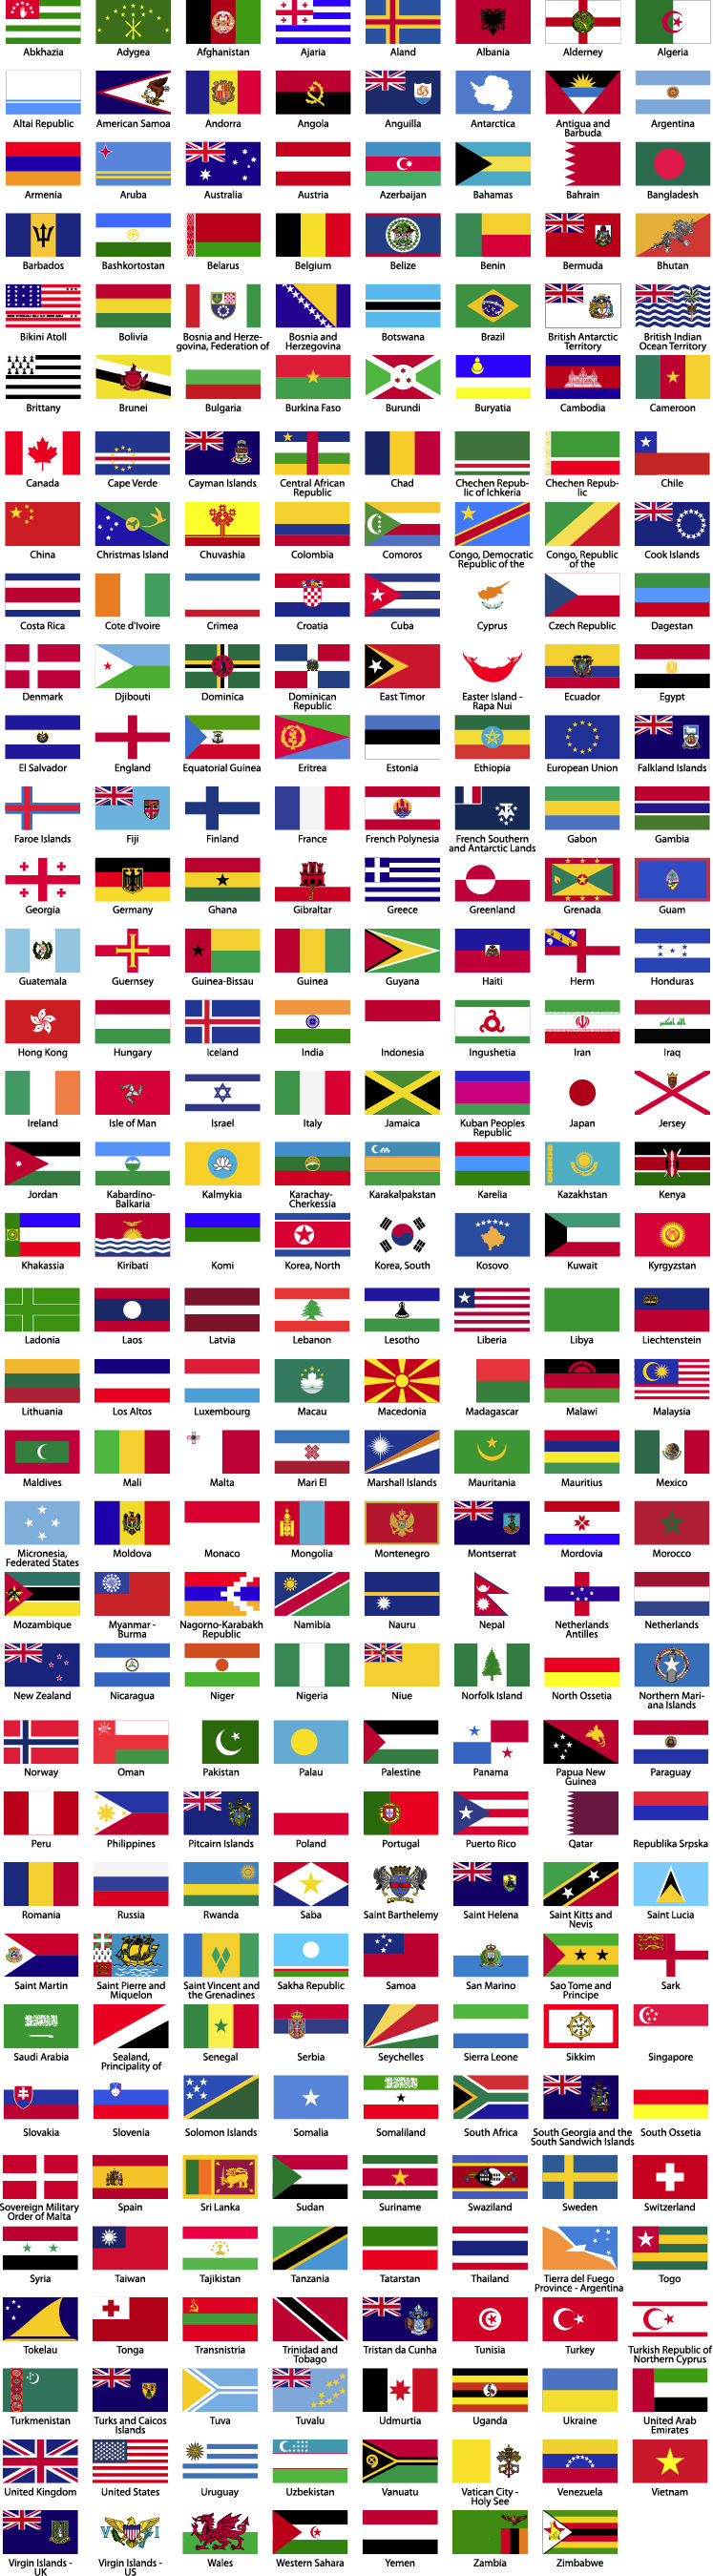 Abkhazia Adygea Afghanistan Ajaria Aland Albania Alderney Algeria
Altai Republic American Samoa Andorra Angola Anguilla Antarctica Antigua and Argentina
Barbuda
Armenia Aruba Australia Austria Azerbaijan Bahamas Bahrain Bangladesh
Barbados Bashkortostan Belarus Belgium Belize Benin Bermuda Bhutan
Bikini Atoll Bolivia Bosnia and Herze- Bosnia and Botswana Brazil British Antarctic British Indian
govina, Federation of Herzegovina Territory Ocean Territory
Brittany Brunei Bulgaria Burkina Faso Burundi Buryatia Cambodia Cameroon
Canada Cape Verde Cayman Islands Central African Chad Chechen Repub- Chechen Repub- Chile
Republic lic of Ichkeria lic
China Christmas Island Chuvashia Colombia Comoros Congo, Democratic Congo, Republic Cook Islands
Republic of the of the
Costa Rica Cote d'Ivoire Crimea Croatia Cuba Cyprus Czech Republic Dagestan
Denmark Djibouti Dominica Dominican East Timor Easter Island - Ecuador Egypt
Republic Rapa Nui
El Salvador England Equatorial Guinea Eritrea Estonia Ethiopia European Union Falkland Islands
Faroe Islands Fiji Finland France French Polynesia French Southern Gabon Gambia
and Antarctic Lands
Georgia Germany Ghana Gibraltar Greece Greenland Grenada Guam
Guatemala Guernsey Guinea-Bissau Guinea Guyana Haiti Herm Honduras
Hong Kong Hungary Iceland India Indonesia Ingushetia Iran Iraq
Ireland Isle of Man Israel Italy Jamaica Kuban Peoples Japan Jersey
Republic
Jordan Kabardino- Kalmykia Karachay- Karakalpakstan Karelia Kazakhstan Kenya
Balkaria Cherkessia
Khakassia Kiribati Komi Korea, North Korea, South Kosovo Kuwait Kyrgyzstan
Ladonia Laos Latvia Lebanon Lesotho Liberia Libya Liechtenstein
Lithuania Los Altos Luxembourg Macau Macedonia Madagascar Malawi Malaysia
Maldives Mali Malta Mari El Marshall Islands Mauritania Mauritius Mexico
Micronesia, Moldova Monaco Mongolia Montenegro Montserrat Mordovia Morocco
Federated States
Mozambique Myanmar - Nagorno-Karabakh Namibia Nauru Nepal Netherlands Netherlands
Burma Republic Antilles
New Zealand Nicaragua Niger Nigeria Niue Norfolk Island North Ossetia Northern Mari-
ana Islands
Norway Oman Pakistan Palau Palestine Panama Papua New Paraguay
Guinea
Peru Philippines Pitcairn Islands Poland Portugal Puerto Rico Qatar Republika Srpska
Romania Russia Rwanda Saba Saint Barthelemy Saint Helena Saint Kitts and Saint Lucia
Nevis
Saint Martin Saint Pierre and Saint Vincent and Sakha Republic Samoa San Marino Sao Tome and Sark
Miquelon the Grenadines Principe
Saudi Arabia Sealand, Senegal Serbia Seychelles Sierra Leone Sikkim Singapore
Principality of
Slovakia Slovenia Solomon Islands Somalia Somaliland South Africa South Georgia and the South Ossetia
South Sandwich Islands
Sovereign Military Spain Sri Lanka Sudan Suriname Swaziland Sweden Switzerland
Order of Malta
Syria Taiwan Tajikistan Tanzania Tatarstan Thailand Tierra del Fuego Togo
Province - Argentina
Tokelau Tonga Transnistria Trinidad and Tristan da Cunha Tunisia Turkey Turkish Republic of
Tobago Northern Cyprus
Turkmenistan Turks and Caicos Tuva Tuvalu Udmurtia Uganda Ukraine United Arab
Islands Emirates
United Kingdom United States Uruguay Uzbekistan Vanuatu Vatican City - Venezuela Vietnam
Holy See
V I
Virgin Islands - Virgin Islands - Wales Western Sahara Yemen Zambia Zimbabwe
UK US